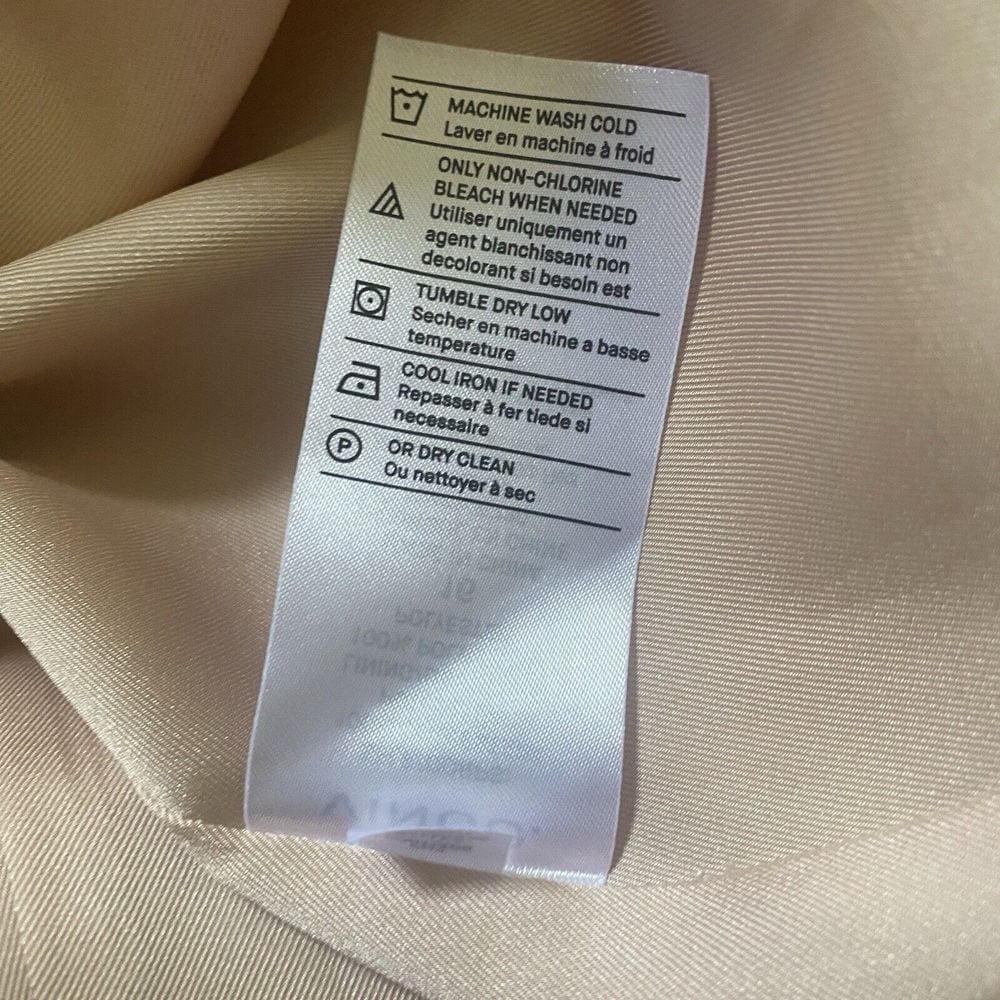 MACHINE WASH COLD
Laver en machine à froid
ONLY NON-CHLORINE
BLEACH WHEN NEEDED
Utiliser uniquement un
agent blanchissant non
decolorant si besoin est
TUMBLE DRY LOW
Secher en machine a basse
temperature
COOL IRON IF NEEDED
Repasser à fer tiede si
necessaire
P
OR DRY CLEAN
Ou nettoyer à sec